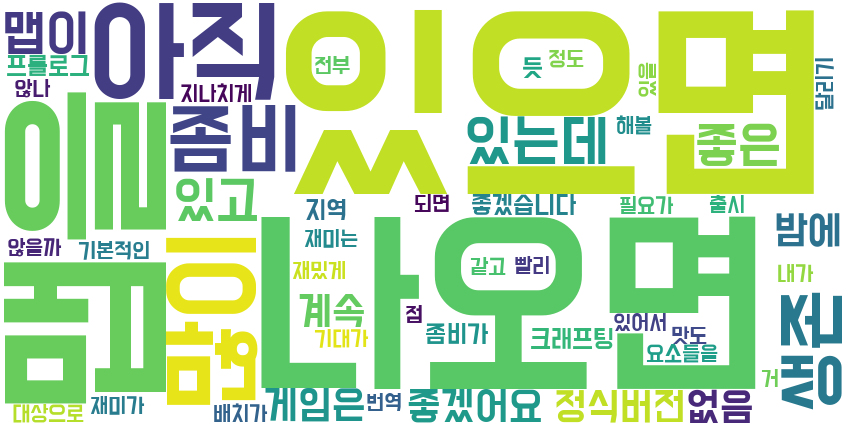 맵이
아직
있으면
전부
듯
정도
있을
달리기
프롤로그
않나
지나치게
좀비
있는데
해볼
좋은
있고
지역
되면
좋겠습니다
필요가
출시
밤에
않을까
기본적인
재미는
나오면
재밌게
같고
빨리
내가
계속
점
기대가
좀비가
크래프팅
있어서
맛도
요소들을
거
대상으로
재미가
배치가
게임은
번역
좋겠어요
정식버전
없음